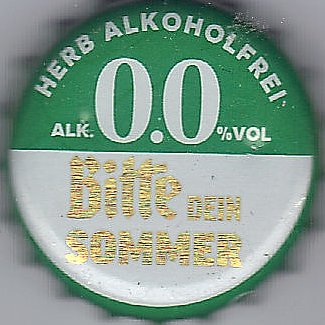 HERB ALKOHOLFREI
ALK. 0.0 %VOL
Bitte DEIN
SOMMER